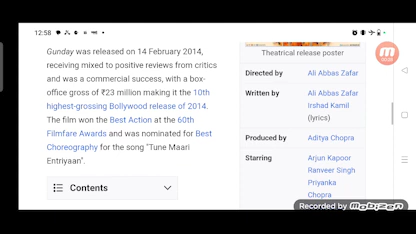 12:58
Gunday was released on 14 February 2014,
receiving mixed to positive reviews from critics
and was a commercial success, with a box-
office gross of ₹23 million making it the 10th
highest-grossing Bollywood release of 2014.
The film won the Best Action at the 60th
Filmfare Awards and was nominated for Best
Choreography for the song "Tune Maari
Entriyaan".
Contents
Theatrical release poster
Directed by Ali Abbas Zafar
Written by Ali Abbas Zafar
Irshad Kamil
(lyrics)
Produced by Aditya Chopra
Starring Arjun Kapoor
Ranveer Singh
Priyanka
Chopra
Recorded by Mobizen